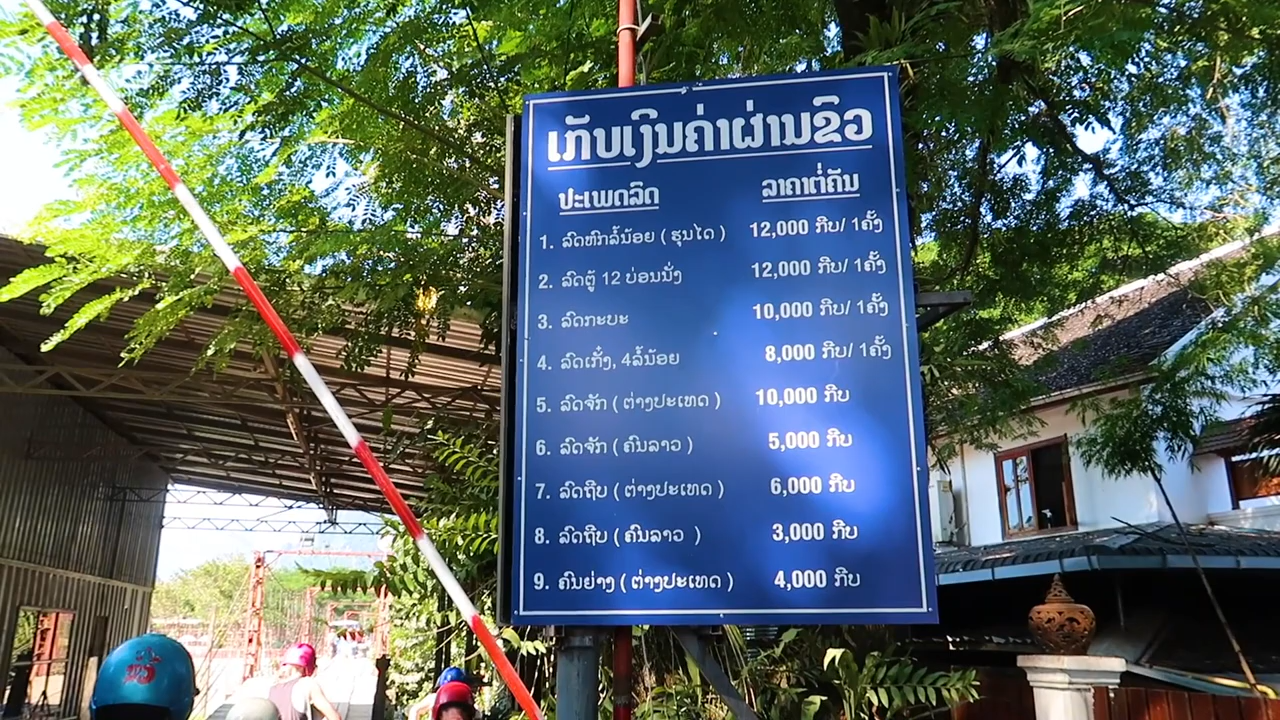 ເກັບເງິນຄ່າຜ່ານຂົວ
ປະເພດລົດ ລາຄາຕໍ່ຄັນ
1. ລົດຫົກລໍ້ນ້ອຍ ( ຮຸນໄດ ) 12,000 ກີບ/ 1ຄັ້ງ
2. ລົດຕູ້ 12 ບ່ອນນັ່ງ 12,000 ກີບ/ 1ຄັ້ງ
3. ລົດກະບະ 10,000 ກີບ/ 1ຄັ້ງ
4. ລົດເກັ໋ງ, 4ລໍ້ນ້ອຍ 8,000 ກີບ/ 1ຄັ້ງ
5. ລົດຈັກ ( ຕ່າງປະເທດ ) 10,000 ກີບ
6. ລົດຈັກ ( ຄົນລາວ ) 5,000 ກີບ
7. ລົດຖີບ ( ຕ່າງປະເທດ ) 6,000 ກີບ
8. ລົດຖີບ ( ຄົນລາວ ) 3,000 ກີບ
9. ຄົນຍ່າງ ( ຕ່າງປະເທດ ) 4,000 ກີບ